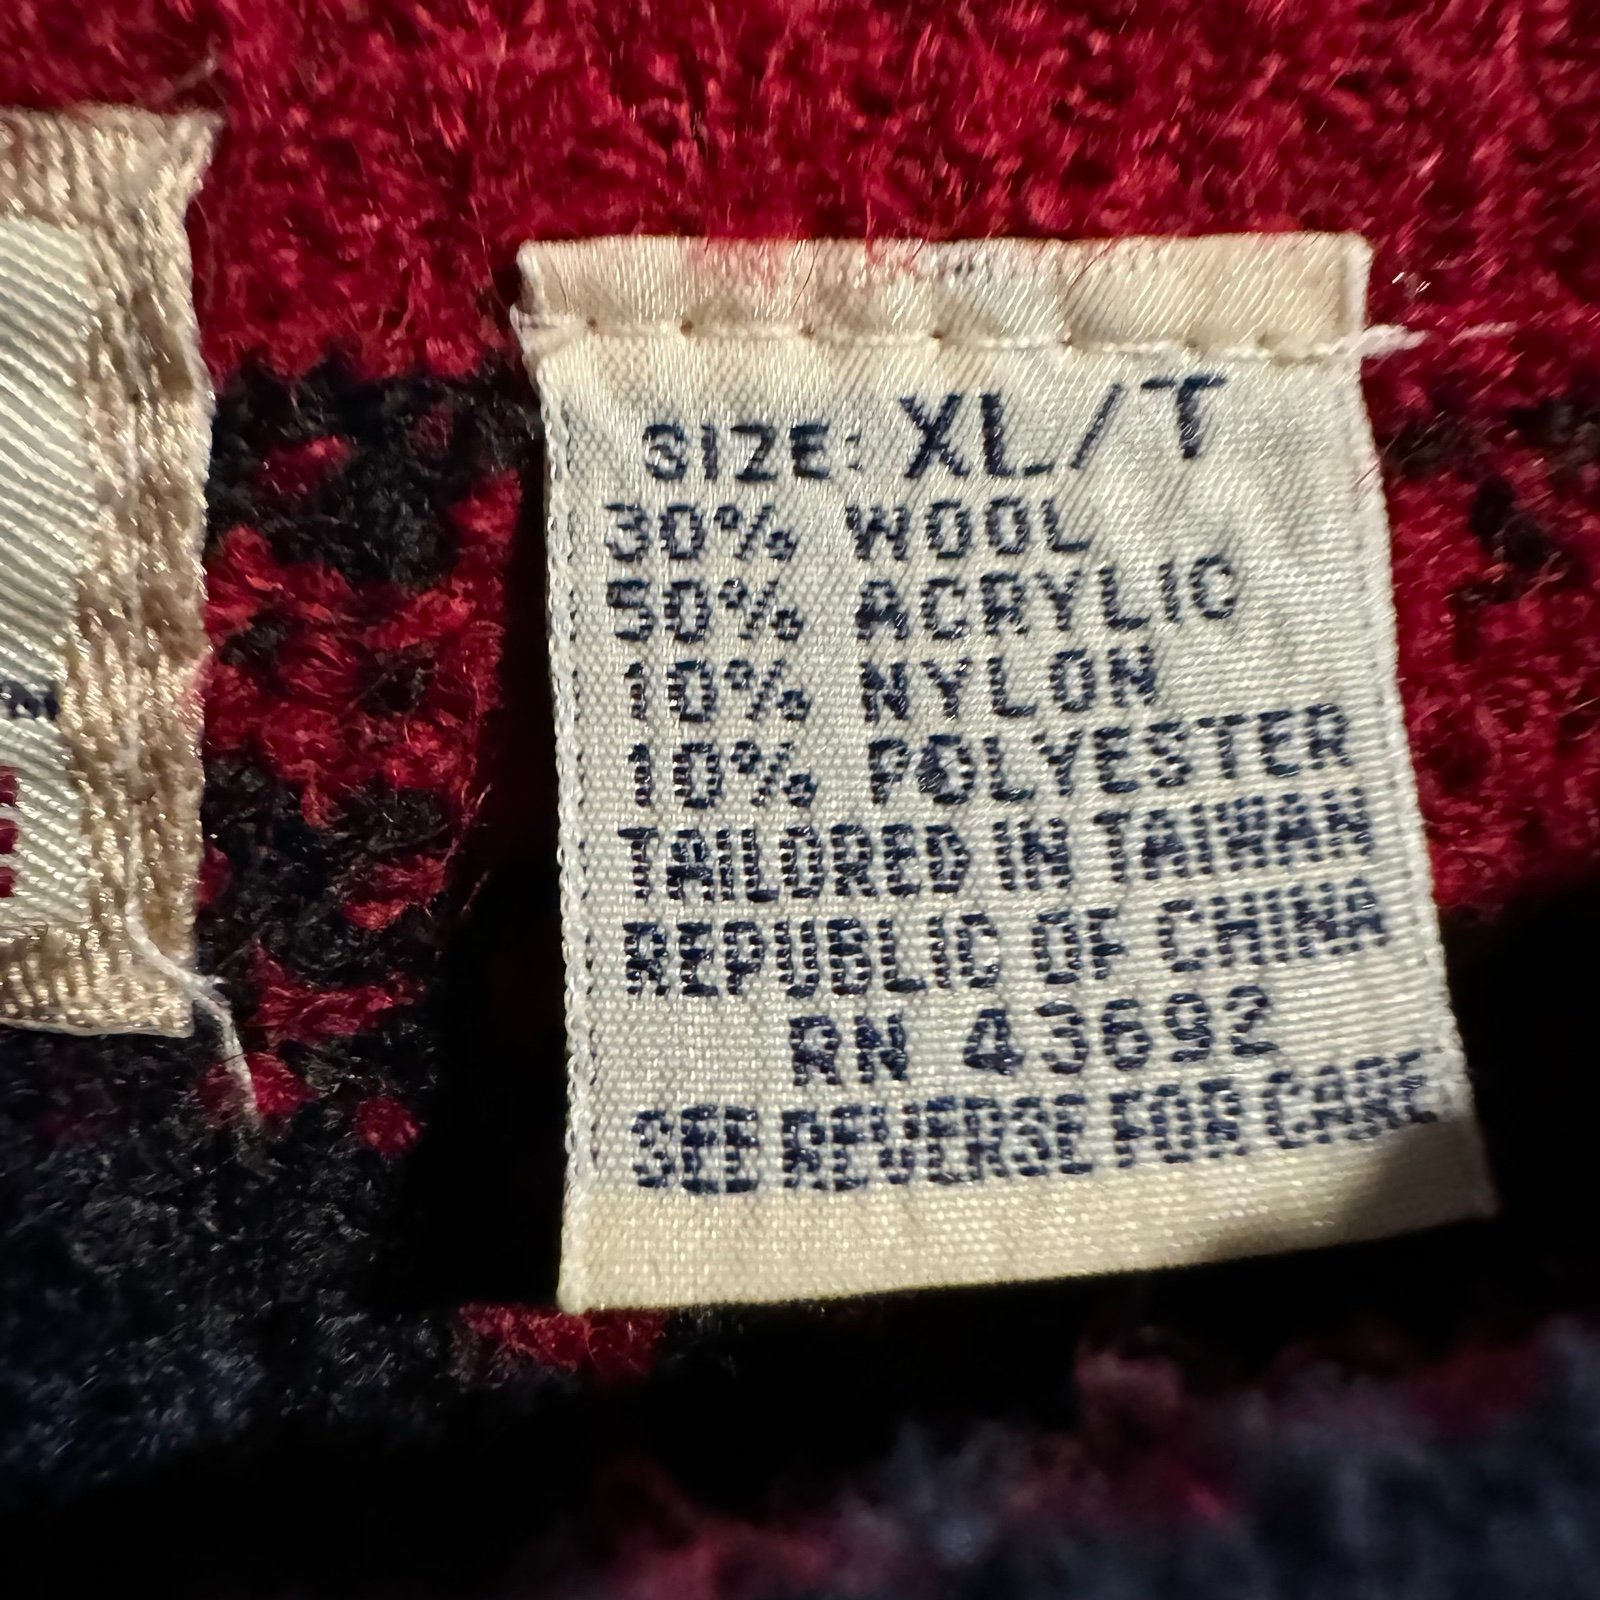 SIZE: XL/T
30% WOOL
50% ACRYLIC
10% NYLON
10% POLYESTER
TAILORED IN TAIWAN
REPUBLIC OF CHINA
RN 43692
SEE REVERSE FOR CARE